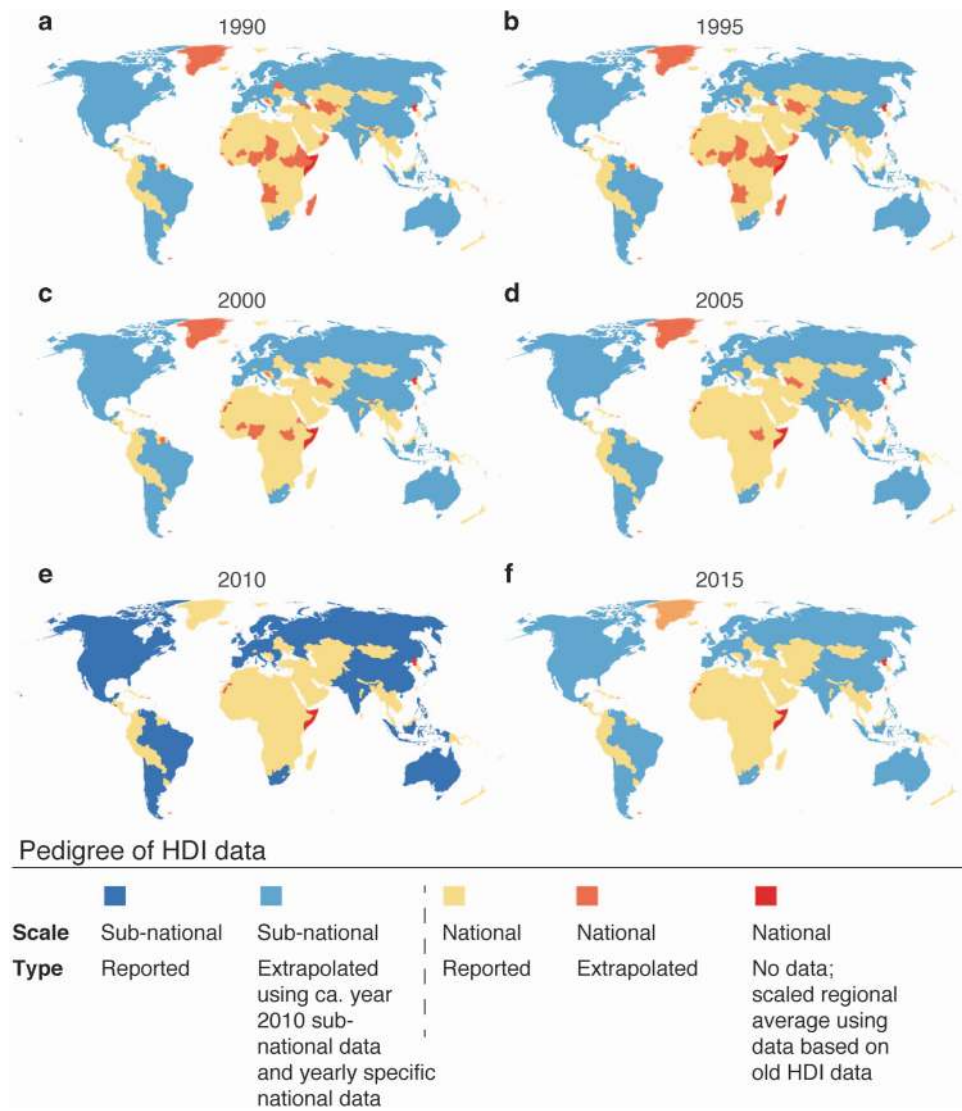 a
1990
b
1995
c
2000
d
2005
e
2010
f
2015
Pedigree of HDI data
Scale Sub-national Sub-national National National National
Type Reported Extrapolated Reported Extrapolated No data;
using ca. year scaled regional
2010 sub- average using
national data data based on
and yearly specific old HDI data
national data